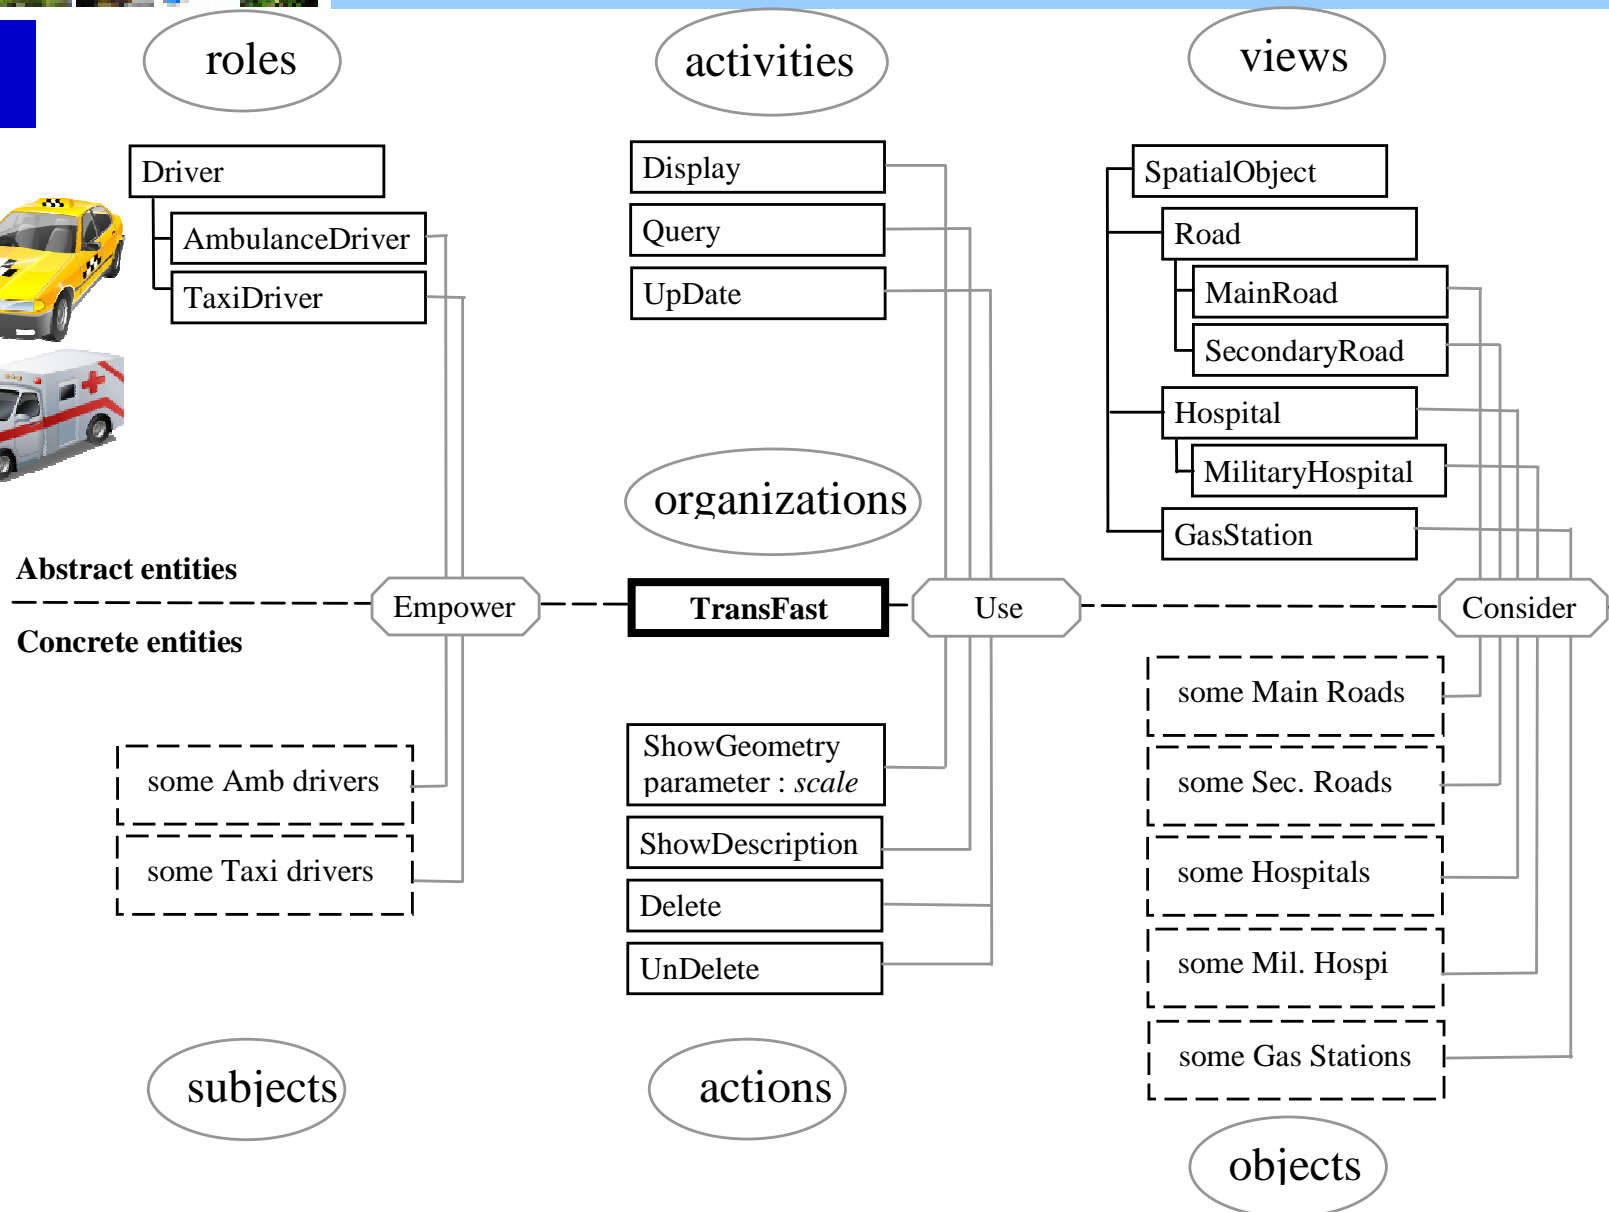 roles
activities
views
Driver
AmbulanceDriver
TaxiDriver
Display
Query
UpDate
SpatialObject
Road
MainRoad
SecondaryRoad
Hospital
MilitaryHospital
GasStation
organizations
Abstract entities
Empower
TransFast
Use
Consider
Concrete entities
some Amb drivers
some Taxi drivers
ShowGeometry
parameter : scale
ShowDescription
Delete
UnDelete
some Main Roads
some Sec. Roads
some Hospitals
some Mil. Hospi
some Gas Stations
subjects
actions
objects